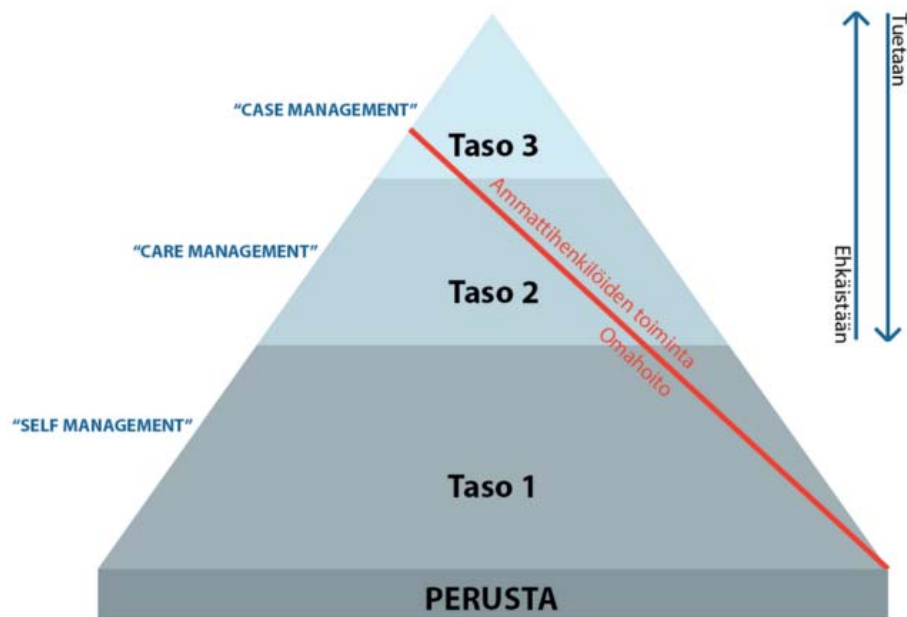 "CASE MANAGEMENT"
Taso 3
"CARE MANAGEMENT"
Taso 2
"SELF MANAGEMENT"
Taso 1
PERUSTA
Ammattihenkilöiden toiminta
Omahoito
Ehkäistään
Tuetaan